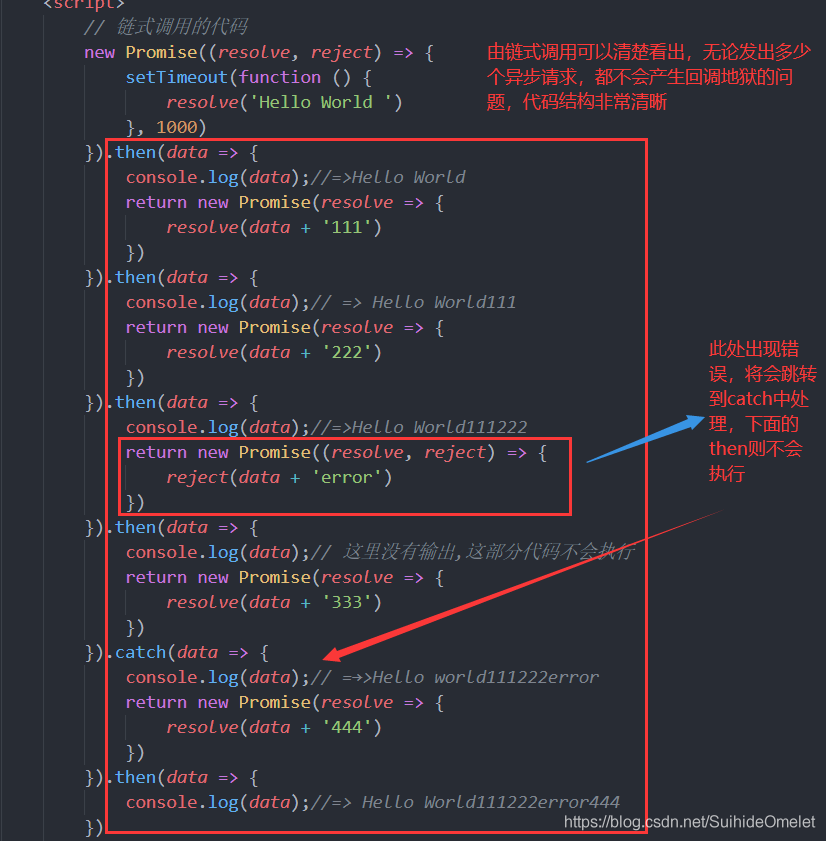 <script>
// 链式调用的代码
new Promise((resolve, reject) => {
setTimeout(function () {
resolve('Hello World ')
}, 1000)
}).then(data => {
console.log(data);//=>Hello World
return new Promise(resolve => {
resolve(data + '111')
})
}).then(data => {
console.log(data);// => Hello World111
return new Promise(resolve => {
resolve(data + '222')
})
}).then(data => {
console.log(data);//=>Hello World111222
return new Promise((resolve, reject) => {
reject(data + 'error')
})
}).then(data => {
console.log(data);// 这里没有输出,这部分代码不会执行
return new Promise(resolve => {
resolve(data + '333')
})
}).catch(data => {
console.log(data);// =>>Hello world111222error
return new Promise(resolve => {
resolve(data + '444')
})
}).then(data => {
console.log(data);//=> Hello World111222error444
})
由链式调用可以清楚看出，无论发出多少
个异步请求，都不会产生回调地狱的问
题，代码结构非常清晰
此处出现错
误，将会跳转
到catch中处
理，下面的
then则不会
执行
https://blog.csdn.net/SuihideOmelet